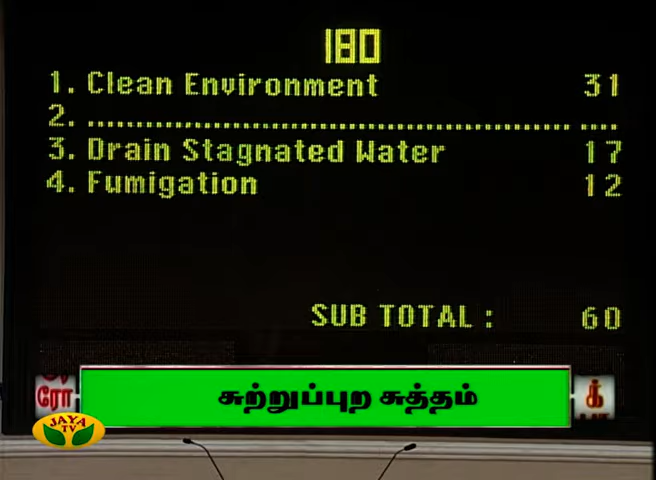 180
1. Clean Environment 31
2. ........................................................ ....
3. Drain Stagnated Water 17
4. Fumigation 12
SUB TOTAL : 60
ரோ
சுற்றுப்புற சுத்தம்
JAYA
TV